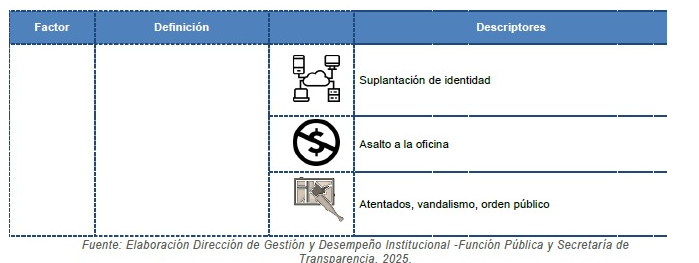 Factor Definición Descriptores
Suplantación de identidad
Asalto a la oficina
Atentados, vandalismo, orden público
Fuente: Elaboración Dirección de Gestión y Desempeño Institucional -Función Pública y Secretaría de
Transparencia, 2025.